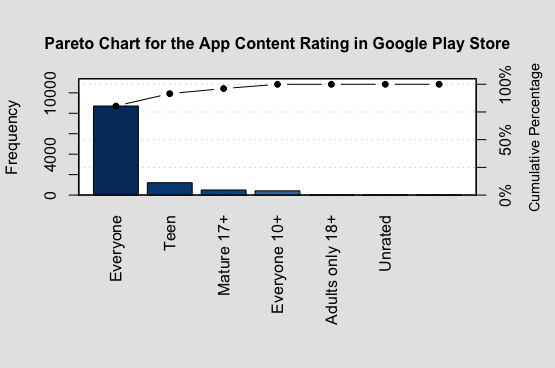 Pareto Chart for the App Content Rating in Google Play Store
Frequency
10000
4000
0
100%
50%
0%
Cumulative Percentage
Everyone
Teen
Mature 17+
Everyone 10+
Adults only 18+
Unrated